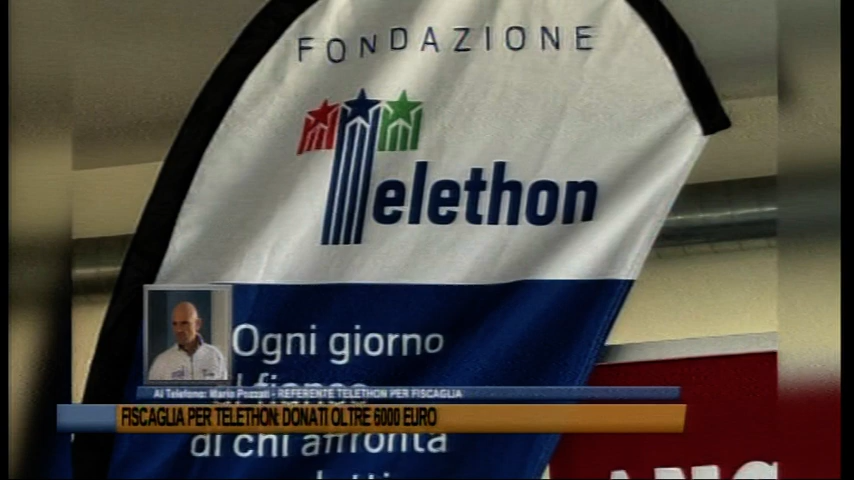 FONDAZIONE
Telethon
Ogni giorno
Al Telefono: Mario Pozzati - REFERENTE TELETHON PER FISCAGLIA
FISCAGLIA PER TELETHON: DONATI OLTRE 6000 EURO
di chi affronta